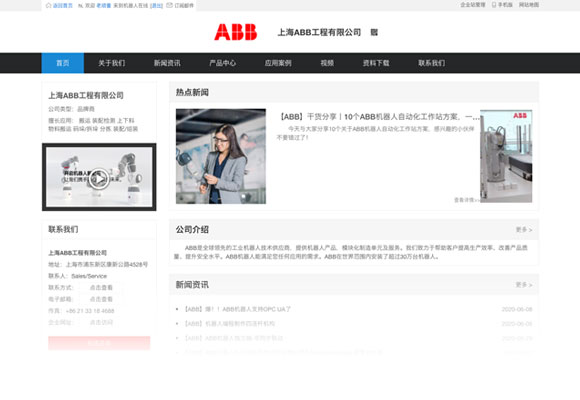 返回首页 欢迎 老师傅 来到机器人在线 [退出] 订阅邮件
企业站管理 手机版 网站地图
ABB 上海ABB工程有限公司
首页 关于我们 新闻资讯 产品中心 应用案例 视频 资料下载 联系我们
上海ABB工程有限公司
公司类型: 品牌商
擅长应用: 搬运 装配检测 上下料
物料搬运 码垛/拆垛 分拣 装配/组装
热点新闻
【ABB】干货分享丨10个ABB机器人自动化工作站方案，一...
今天与大家分享10个关于ABB机器人自动化工作站方案，感兴趣的小伙伴
不要错过了!
查看详情>>
ABB
联系我们
上海ABB工程有限公司
地址: 上海市浦东新区康新公路4528号
联系人: Sales/Service
联系方式: 点击查看
电子邮箱: 点击查看
传真: +86 21 33 18 4688
企业网址: 点击访问
公司介绍
更多 >
ABB是全球领先的工业机器人技术供应商，提供机器人产品，模块化制造单元及服务。我们致力于帮助客户提高生产效率、改善产品质
量、提升安全水平。ABB机器人能满足您任何应用的需求。ABB在世界范围内安装了超过30万台机器人。
新闻资讯
更多 >
【ABB】爆！！ABB机器人支持OPC UA了 2020-06-09
【ABB】机器人编程附件四连杆机构 2020-06-08